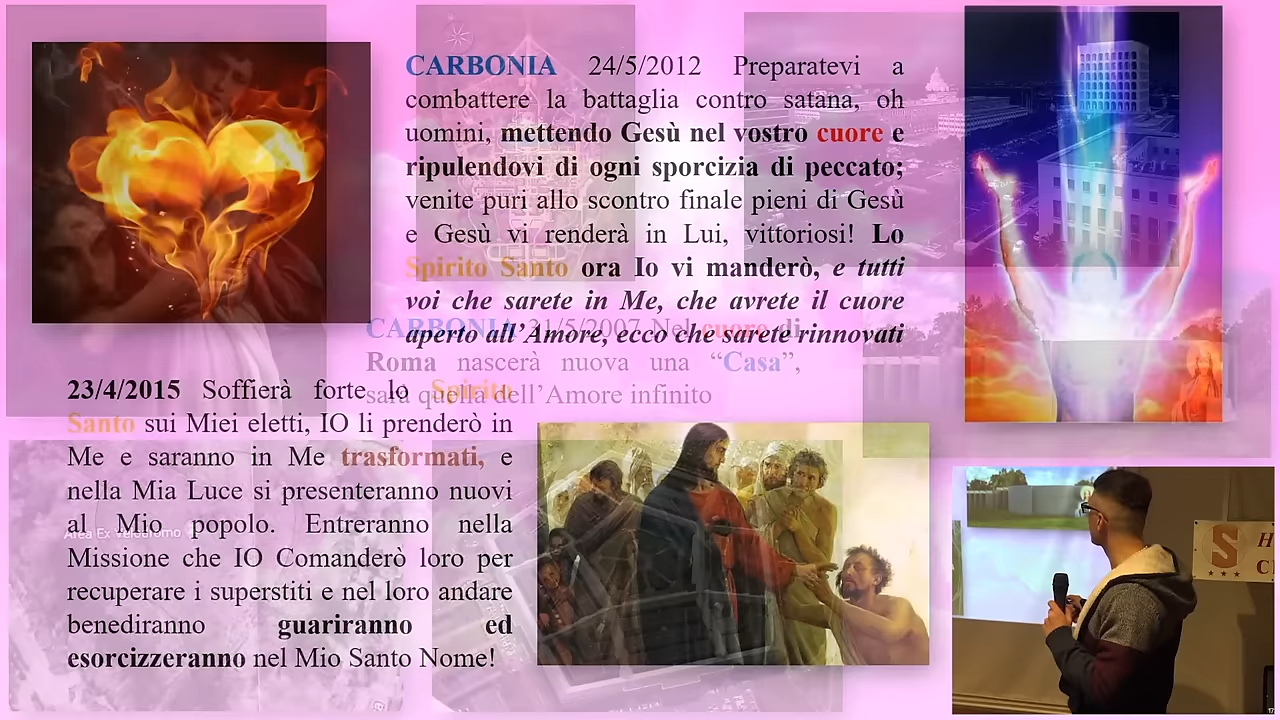 CARBONIA 24/5/2012 Preparatevi a
combattere la battaglia contro satana, oh
uomini, mettendo Gesù nel vostro cuore e
ripulendovi di ogni sporcizia di peccato;
venite puri allo scontro finale pieni di Gesù
e Gesù vi renderà in Lui, vittoriosi! Lo
Spirito Santo ora Io vi manderò, e tutti
voi che sarete in Me, che avrete il cuore
aperto all'Amore, ecco che sarete rinnovati
CARBONIA 31/5/2007 Nel cuore di
Roma nascerà nuova una “Casa”,
sarà quella dell'Amore infinito
23/4/2015 Soffierà forte lo Spirito
Santo sui Miei eletti, IO li prenderò in
Me e saranno in Me trasformati, e
nella Mia Luce si presenteranno nuovi
al Mio popolo. Entreranno nella
Missione che IO Comanderò loro per
recuperare i superstiti e nel loro andare
benediranno guariranno ed
esorcizzeranno nel Mio Santo Nome!
Area Ex Velodromo
S
H